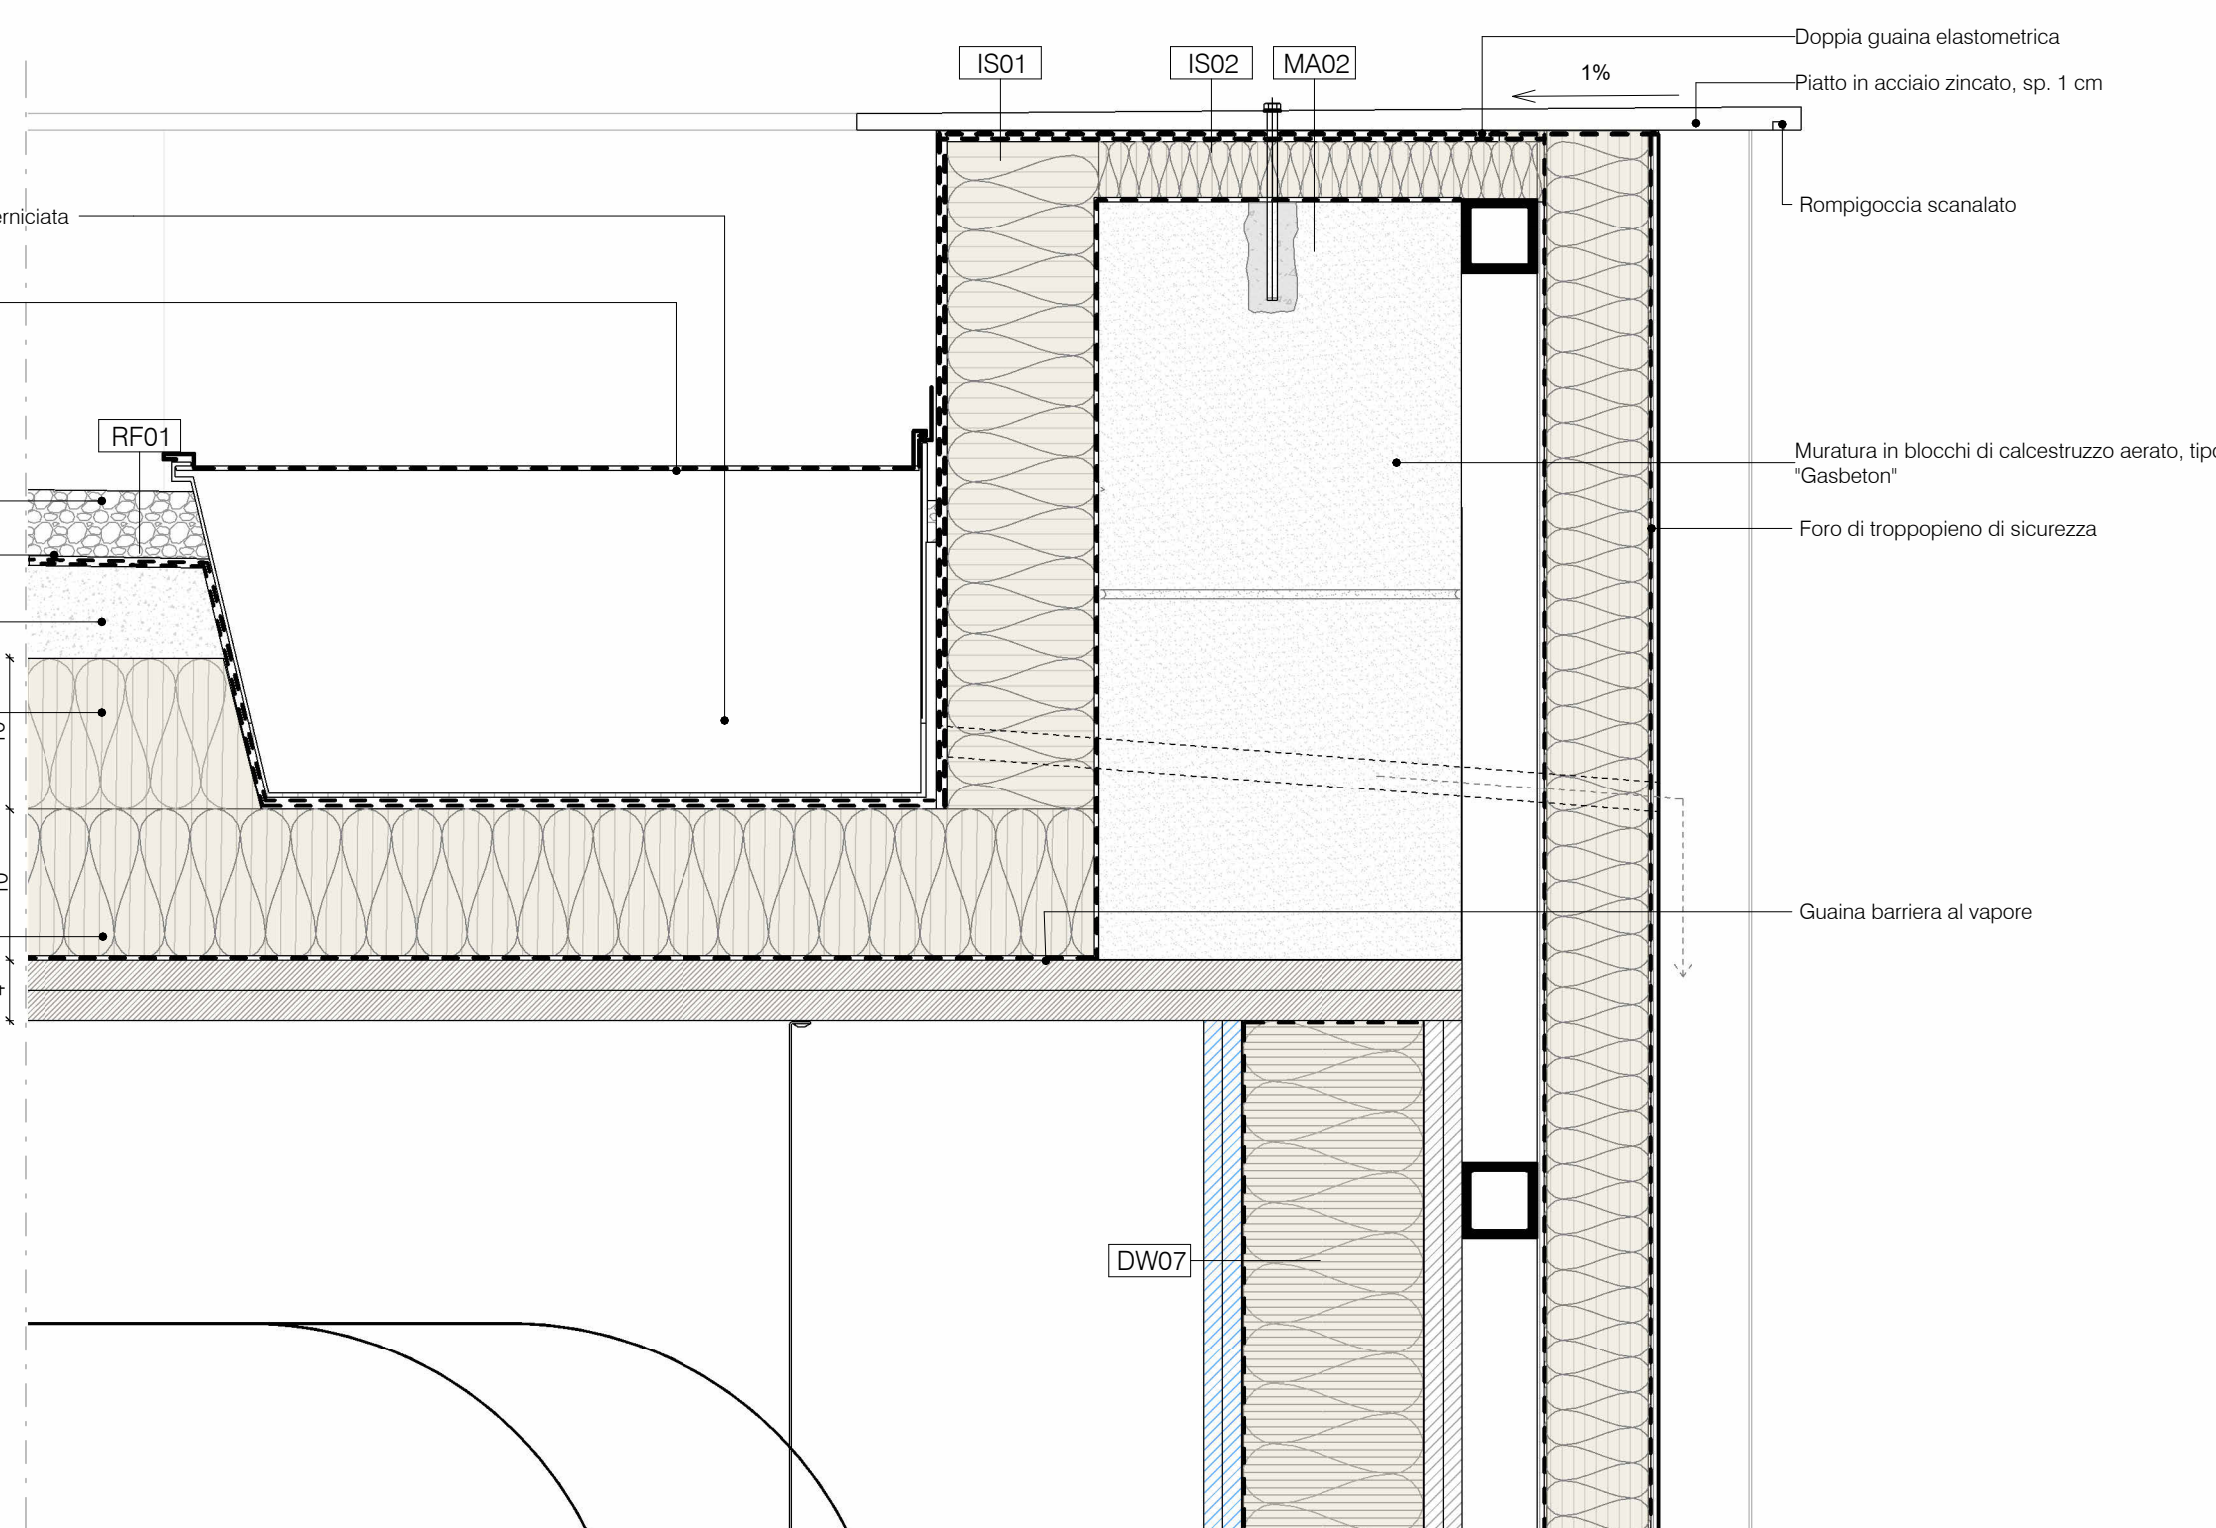 Doppia guaina elastometrica
IS01
IS02
MA02
1%
Piatto in acciaio zincato, sp. 1 cm
Rompigoccia scanalato
RF01
Muratura in blocchi di calcestruzzo aerato, tipo
"Gasbeton"
Foro di troppopieno di sicurezza
Guaina barriera al vapore
DW07